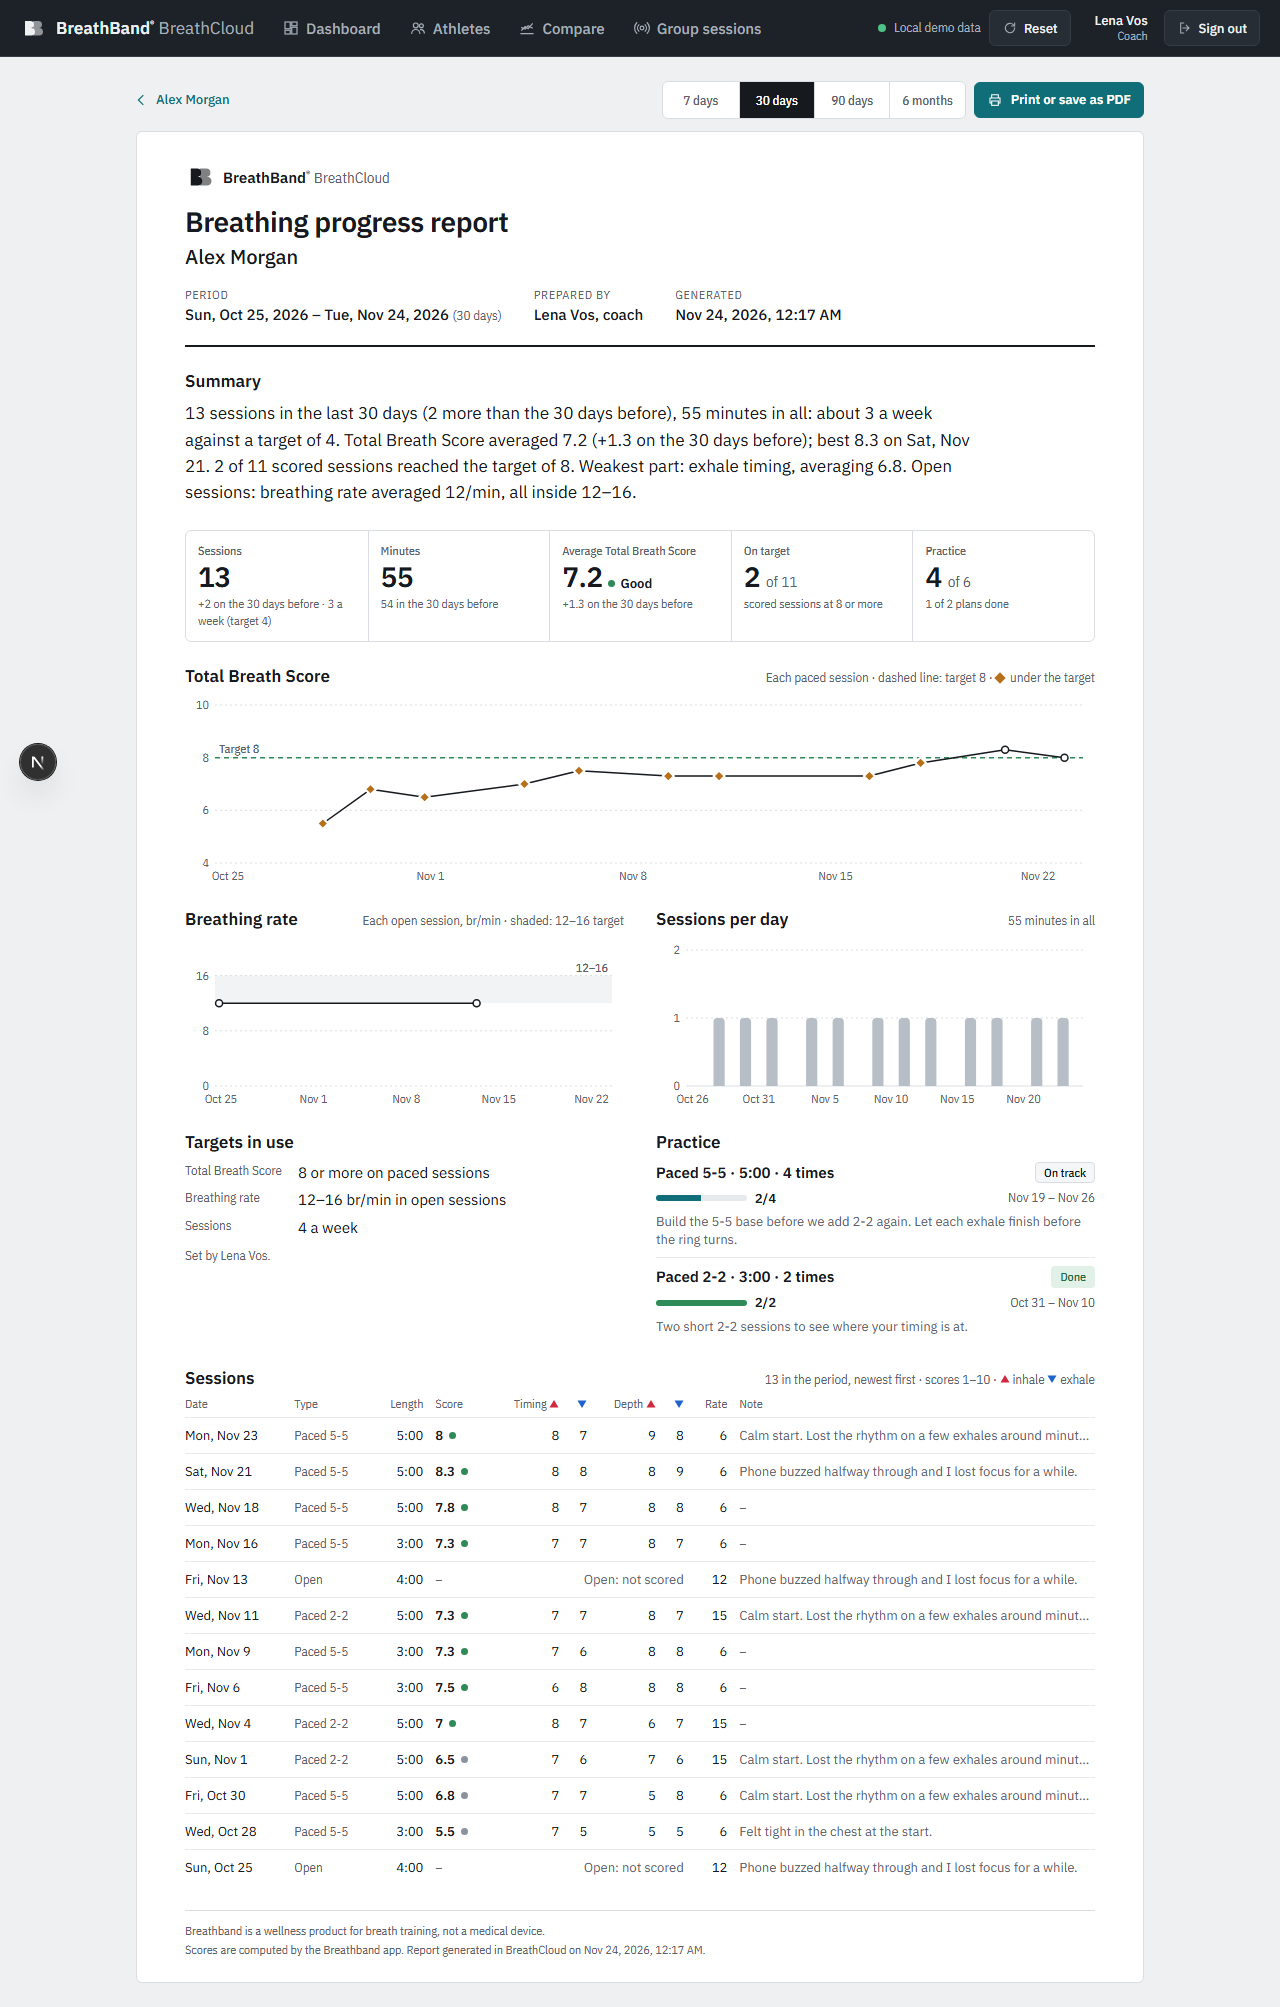 BreathBand® BreathCloud Dashboard Athletes Compare Group sessions Local demo data Reset Lena Vos Coach Sign out
Alex Morgan 7 days 30 days 90 days 6 months Print or save as PDF
BreathBand® BreathCloud
Breathing progress report
Alex Morgan
PERIOD PREPARED BY GENERATED
Sun, Oct 25, 2026 – Tue, Nov 24, 2026 (30 days) Lena Vos, coach Nov 24, 2026, 12:17 AM
Summary
13 sessions in the last 30 days (2 more than the 30 days before), 55 minutes in all: about 3 a week
against a target of 4. Total Breath Score averaged 7.2 (+1.3 on the 30 days before); best 8.3 on Sat, Nov
21. 2 of 11 scored sessions reached the target of 8. Weakest part: exhale timing, averaging 6.8. Open
sessions: breathing rate averaged 12/min, all inside 12–16.
Sessions Minutes Average Total Breath Score On target Practice
13 55 7.2 Good 2 of 11 4 of 6
+2 on the 30 days before · 3 a 54 in the 30 days before +1.3 on the 30 days before scored sessions at 8 or more 1 of 2 plans done
week (target 4)
Total Breath Score Each paced session · dashed line: target 8 · under the target
10
Target 8
8
6
4
Oct 25 Nov 1 Nov 8 Nov 15 Nov 22
Breathing rate Each open session, br/min · shaded: 12–16 target
12–16
16
8
0
Oct 25 Nov 1 Nov 8 Nov 15 Nov 22
Sessions per day 55 minutes in all
2
1
0
Oct 26 Oct 31 Nov 5 Nov 10 Nov 15 Nov 20
Targets in use
Total Breath Score 8 or more on paced sessions
Breathing rate 12–16 br/min in open sessions
Sessions 4 a week
Set by Lena Vos.
Practice
Paced 5-5 · 5:00 · 4 times On track
2/4 Nov 19 – Nov 26
Build the 5-5 base before we add 2-2 again. Let each exhale finish before
the ring turns.
Paced 2-2 · 3:00 · 2 times Done
2/2 Oct 31 – Nov 10
Two short 2-2 sessions to see where your timing is at.
Sessions 13 in the period, newest first · scores 1–10 · ▲ inhale ▼ exhale
Date Type Length Score Timing ▲ ▼ Depth ▲ ▼ Rate Note
Mon, Nov 23 Paced 5-5 5:00 8 8 7 9 8 6 Calm start. Lost the rhythm on a few exhales around minut...
Sat, Nov 21 Paced 5-5 5:00 8.3 8 8 8 9 6 Phone buzzed halfway through and I lost focus for a while.
Wed, Nov 18 Paced 5-5 5:00 7.8 8 7 8 8 6 –
Mon, Nov 16 Paced 5-5 3:00 7.3 7 7 8 7 6 –
Fri, Nov 13 Open 4:00 – Open: not scored 12 Phone buzzed halfway through and I lost focus for a while.
Wed, Nov 11 Paced 2-2 5:00 7.3 7 7 8 7 15 Calm start. Lost the rhythm on a few exhales around minut...
Mon, Nov 9 Paced 5-5 3:00 7.3 7 6 8 8 6 –
Fri, Nov 6 Paced 5-5 3:00 7.5 6 8 8 8 6 –
Wed, Nov 4 Paced 2-2 5:00 7 8 7 6 7 15 –
Sun, Nov 1 Paced 2-2 5:00 6.5 7 6 7 6 15 Calm start. Lost the rhythm on a few exhales around minut...
Fri, Oct 30 Paced 5-5 5:00 6.8 7 7 5 8 6 Calm start. Lost the rhythm on a few exhales around minut...
Wed, Oct 28 Paced 5-5 3:00 5.5 7 5 5 5 6 Felt tight in the chest at the start.
Sun, Oct 25 Open 4:00 – Open: not scored 12 Phone buzzed halfway through and I lost focus for a while.
Breathband is a wellness product for breath training, not a medical device.
Scores are computed by the Breathband app. Report generated in BreathCloud on Nov 24, 2026, 12:17 AM.